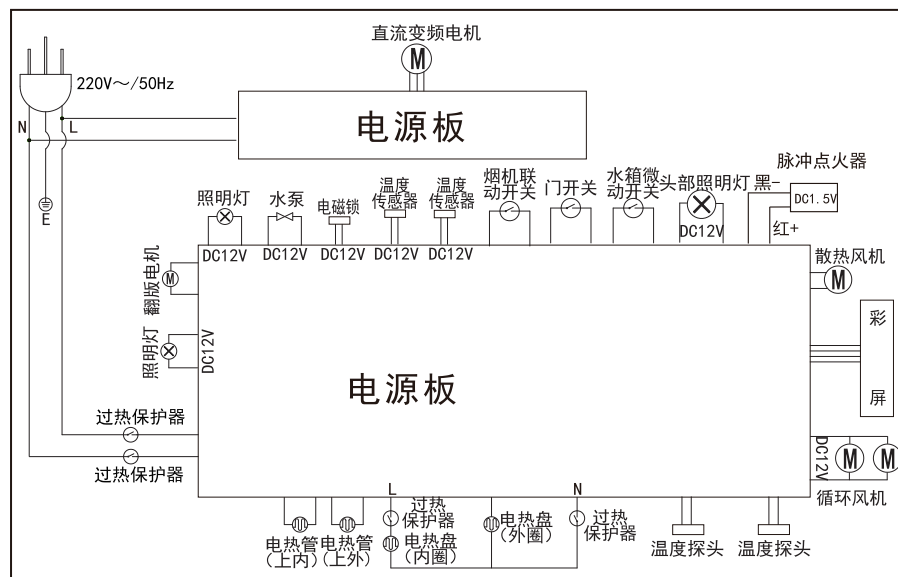 直流变频电机
M
220V～/50Hz
N
L
电源板
E
脉冲点火器
DC1.5V
黑-
红+
照明灯
水泵
电磁锁
温度
传感器
温度
传感器
烟机联
动开关
门开关
水箱微
动开关
头部照明灯
DC12V
DC12V
DC12V
DC12V
DC12V
DC12V
翻版电机
M
散热风机
M
照明灯
DC12V
彩
屏
电源板
过热保护器
过热保护器
DC12V
M
M
循环风机
L
N
过热
保护器
电热管
(上内)
电热管
(上外)
电热盘
(内圈)
电热盘
(外圈)
过热
保护器
温度探头
温度探头